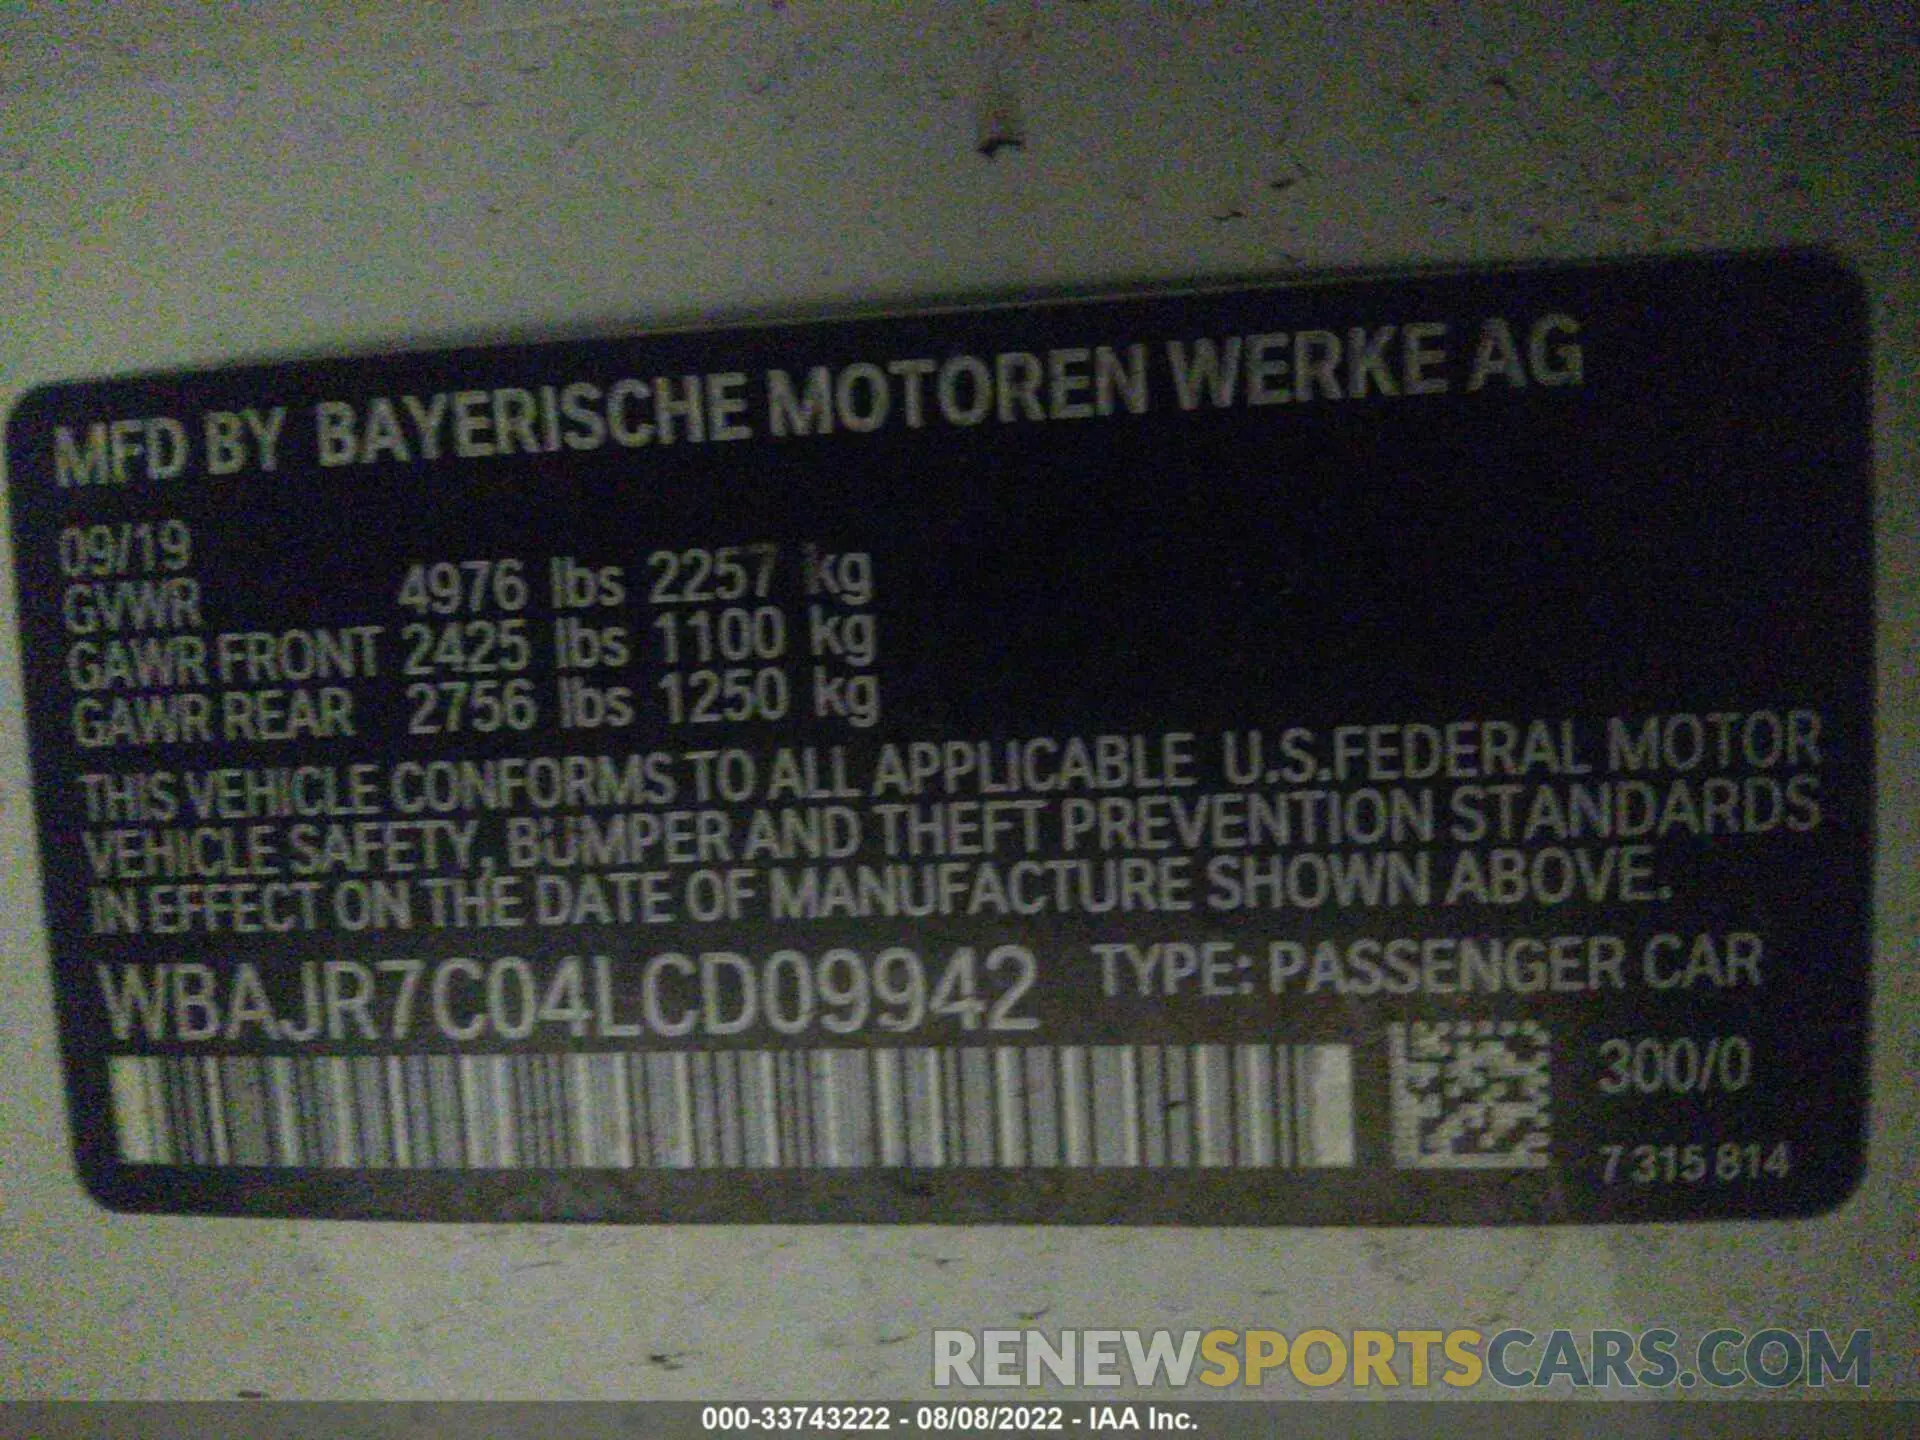 MFD BY BAYERISCHE MOTOREN WERKE AG
09/19
GVWR 4976 lbs 2257 kg
GAWR FRONT 2425 lbs 1100 kg
GAWR REAR 2756 lbs 1250 kg
THIS VEHICLE CONFORMS TO ALL APPLICABLE U.S.FEDERAL MOTOR
VEHICLE SAFETY, BUMPER AND THEFT PREVENTION STANDARDS
IN EFFECT ON THE DATE OF MANUFACTURE SHOWN ABOVE.
WBAJR7C04LCD09942 TYPE: PASSENGER CAR
300/0
7 315 814
RENEWSPORTSCARS.COM
000-33743222 - 08/08/2022 - IAA Inc.